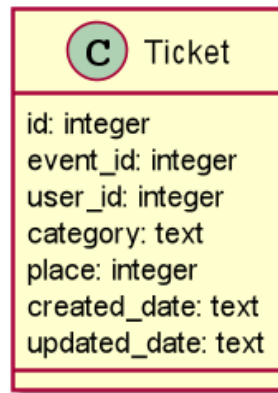 C Ticket
id: integer
event_id: integer
user_id: integer
category: text
place: integer
created_date: text
updated_date: text